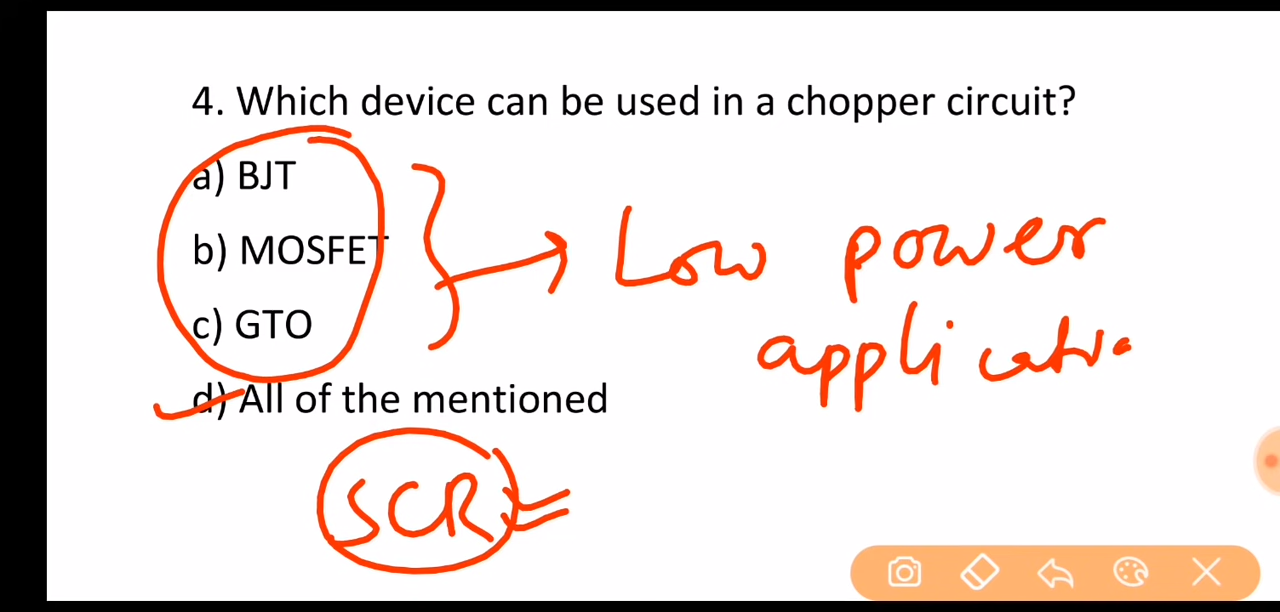 4. Which device can be used in a chopper circuit?
a) BJT
b) MOSFET
c) GTO
Low power
applicatio
d) All of the mentioned
SCR